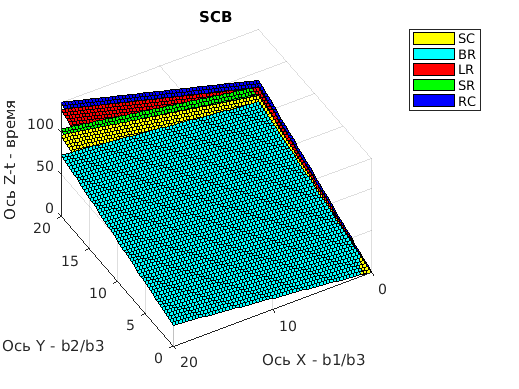 SCB
SC
BR
LR
SR
RC
Ось Z-t - время
100
50
0
20
15
10
5
0
Ось Y - b2/b3
20
10
0
Ось X - b1/b3